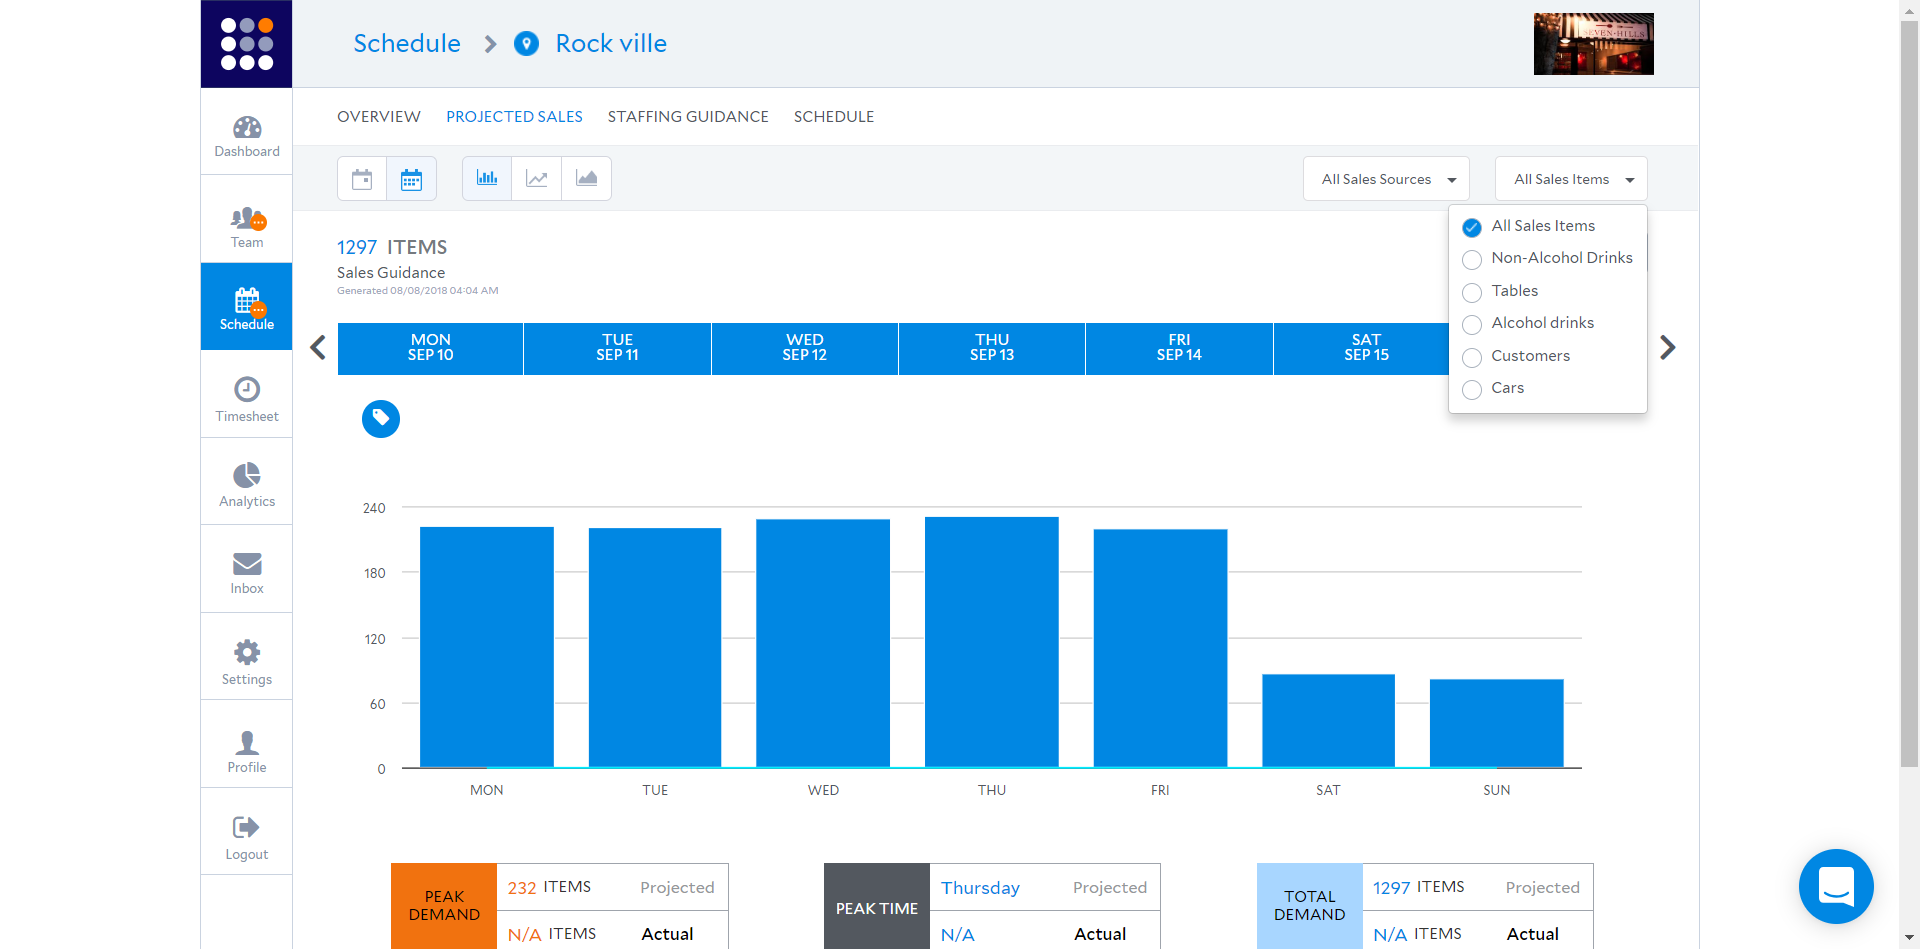 Schedule
Rock ville
SEVEN·HILLS
OVERVIEW PROJECTED SALES STAFFING GUIDANCE SCHEDULE
Dashboard
Team
Schedule
Timesheet
Analytics
Inbox
Settings
Profile
Logout
All Sales Sources
All Sales Items
All Sales Items
Non-Alcohol Drinks
Tables
Alcohol drinks
Customers
Cars
1297 ITEMS
Sales Guidance
Generated 08/08/2018 04:04 AM
MON
SEP 10
TUE
SEP 11
WED
SEP 12
THU
SEP 13
FRI
SEP 14
SAT
SEP 15
240
180
120
60
0
MON TUE WED THU FRI SAT SUN
PEAK
DEMAND
232 ITEMS Projected
N/A ITEMS Actual
PEAK TIME
Thursday Projected
N/A Actual
TOTAL
DEMAND
1297 ITEMS Projected
N/A ITEMS Actual